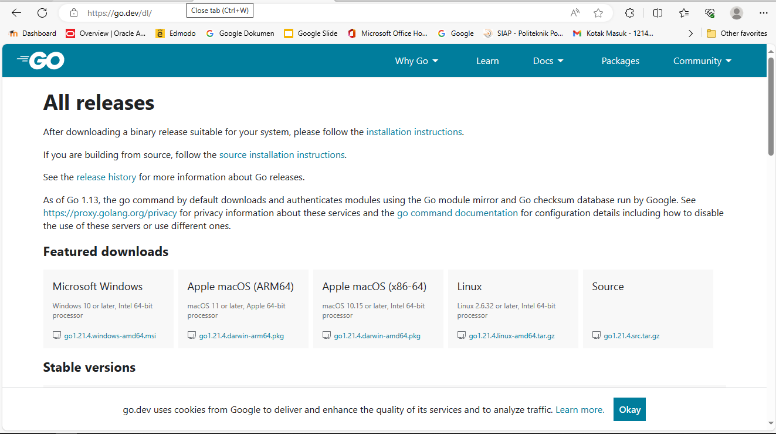 https://go.dev/dl/
Close tab (Ctrl+W)
Dashboard
Overview | Oracle A...
Edmodo
Google Dokumen
Google Slide
Microsoft Office Ho...
Google
SIAP - Politeknik Po...
Kotak Masuk - 1214...
Other favorites
GO
Why Go
Learn
Docs
Packages
Community
All releases
After downloading a binary release suitable for your system, please follow the installation instructions.
If you are building from source, follow the source installation instructions.
See the release history for more information about Go releases.
As of Go 1.13, the go command by default downloads and authenticates modules using the Go module mirror and Go checksum database run by Google. See
https://proxy.golang.org/privacy for privacy information about these services and the go command documentation for configuration details including how to disable
the use of these servers or use different ones.
Featured downloads
Microsoft Windows
Windows 10 or later, Intel 64-bit
processor
go1.21.4.windows-amd64.msi
Apple macOS (ARM64)
macOS 11 or later, Apple 64-bit
processor
go1.21.4.darwin-arm64.pkg
Apple macOS (x86-64)
macOS 10.15 or later, Intel 64-bit
processor
go1.21.4.darwin-amd64.pkg
Linux
Linux 2.6.32 or later, Intel 64-bit
processor
go1.21.4.linux-amd64.tar.gz
Source
go1.21.4.src.tar.gz
Stable versions
go.dev uses cookies from Google to deliver and enhance the quality of its services and to analyze traffic. Learn more.
Okay